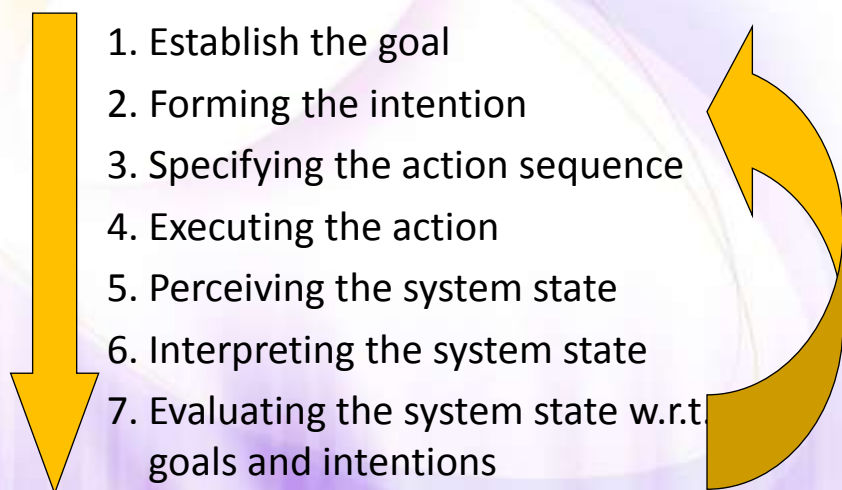 1. Establish the goal
2. Forming the intention
3. Specifying the action sequence
4. Executing the action
5. Perceiving the system state
6. Interpreting the system state
7. Evaluating the system state w.r.t.
goals and intentions